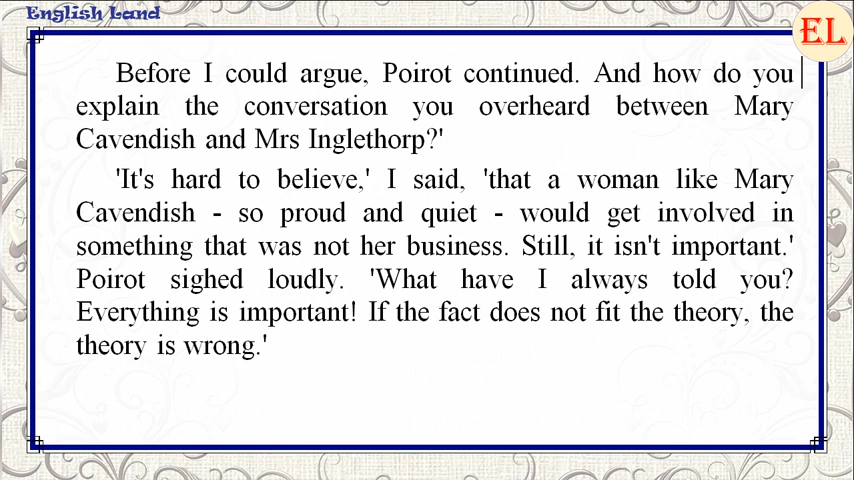 English Land
EL
Before I could argue, Poirot continued. And how do you
explain the conversation you overheard between Mary
Cavendish and Mrs Inglethorp?'
'It's hard to believe,' I said, 'that a woman like Mary
Cavendish - so proud and quiet - would get involved in
something that was not her business. Still, it isn't important.'
Poirot sighed loudly. 'What have I always told you?
Everything is important! If the fact does not fit the theory, the
theory is wrong.'